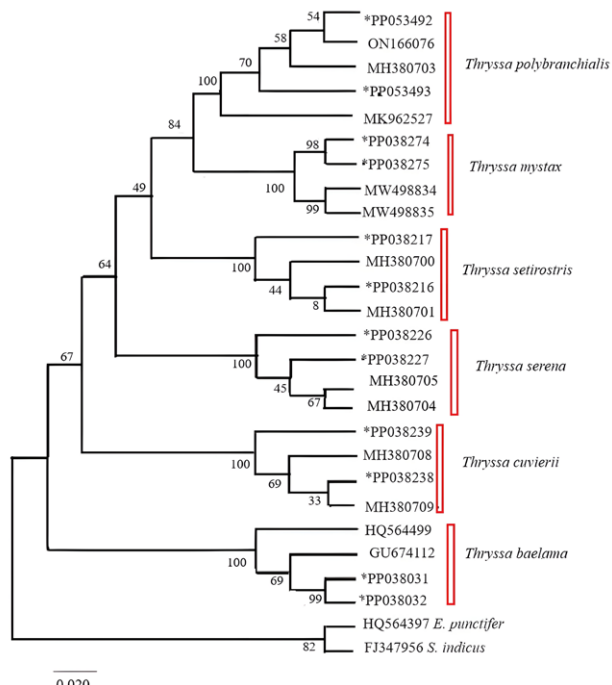 54
*PP053492
ON166076
58
MH380703
Thryssa polybranchialis
70
*PP053493
100
MK962527
84
98
*PP038274
*PP038275
Thryssa mystax
100
MW498834
49
99
MW498835
*PP038217
100
MH380700
Thryssa setirostris
64
44
*PP038216
8
MH380701
*PP038226
67
100
*PP038227
Thryssa serena
45
MH380705
67
MH380704
*PP038239
100
MH380708
Thryssa cuvierii
69
*PP038238
33
MH380709
HQ564499
100
GU674112
Thryssa baelama
69
*PP038031
99
*PP038032
HQ564397 E. punctifer
82
FJ347956 S. indicus
0.020